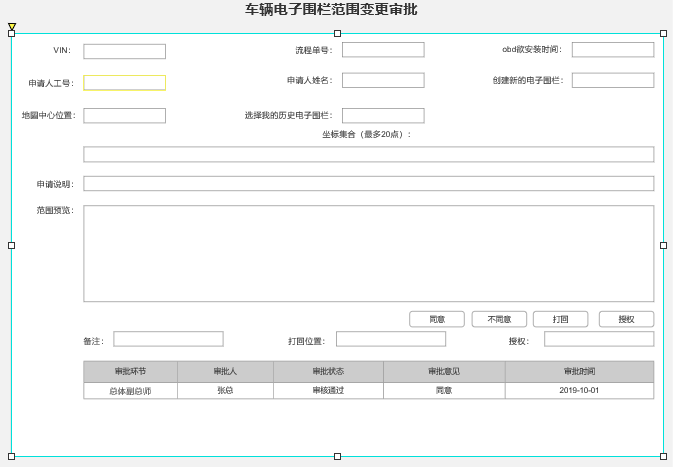 车辆电子围栏范围变更审批
VIN: 流程单号: obd欲安装时间:
申请人工号: 申请人姓名: 创建新的电子围栏:
地圖中心位置: 选择我的历史电子围栏:
坐标集合（最多20点）:
申请说明:
范围预览:
同意 不同意 打回 授权
备注: 打回位置: 授权:
审批环节 审批人 审批状态 审批意见 审批时间
总体副总师 张总 审核通过 同意 2019-10-01